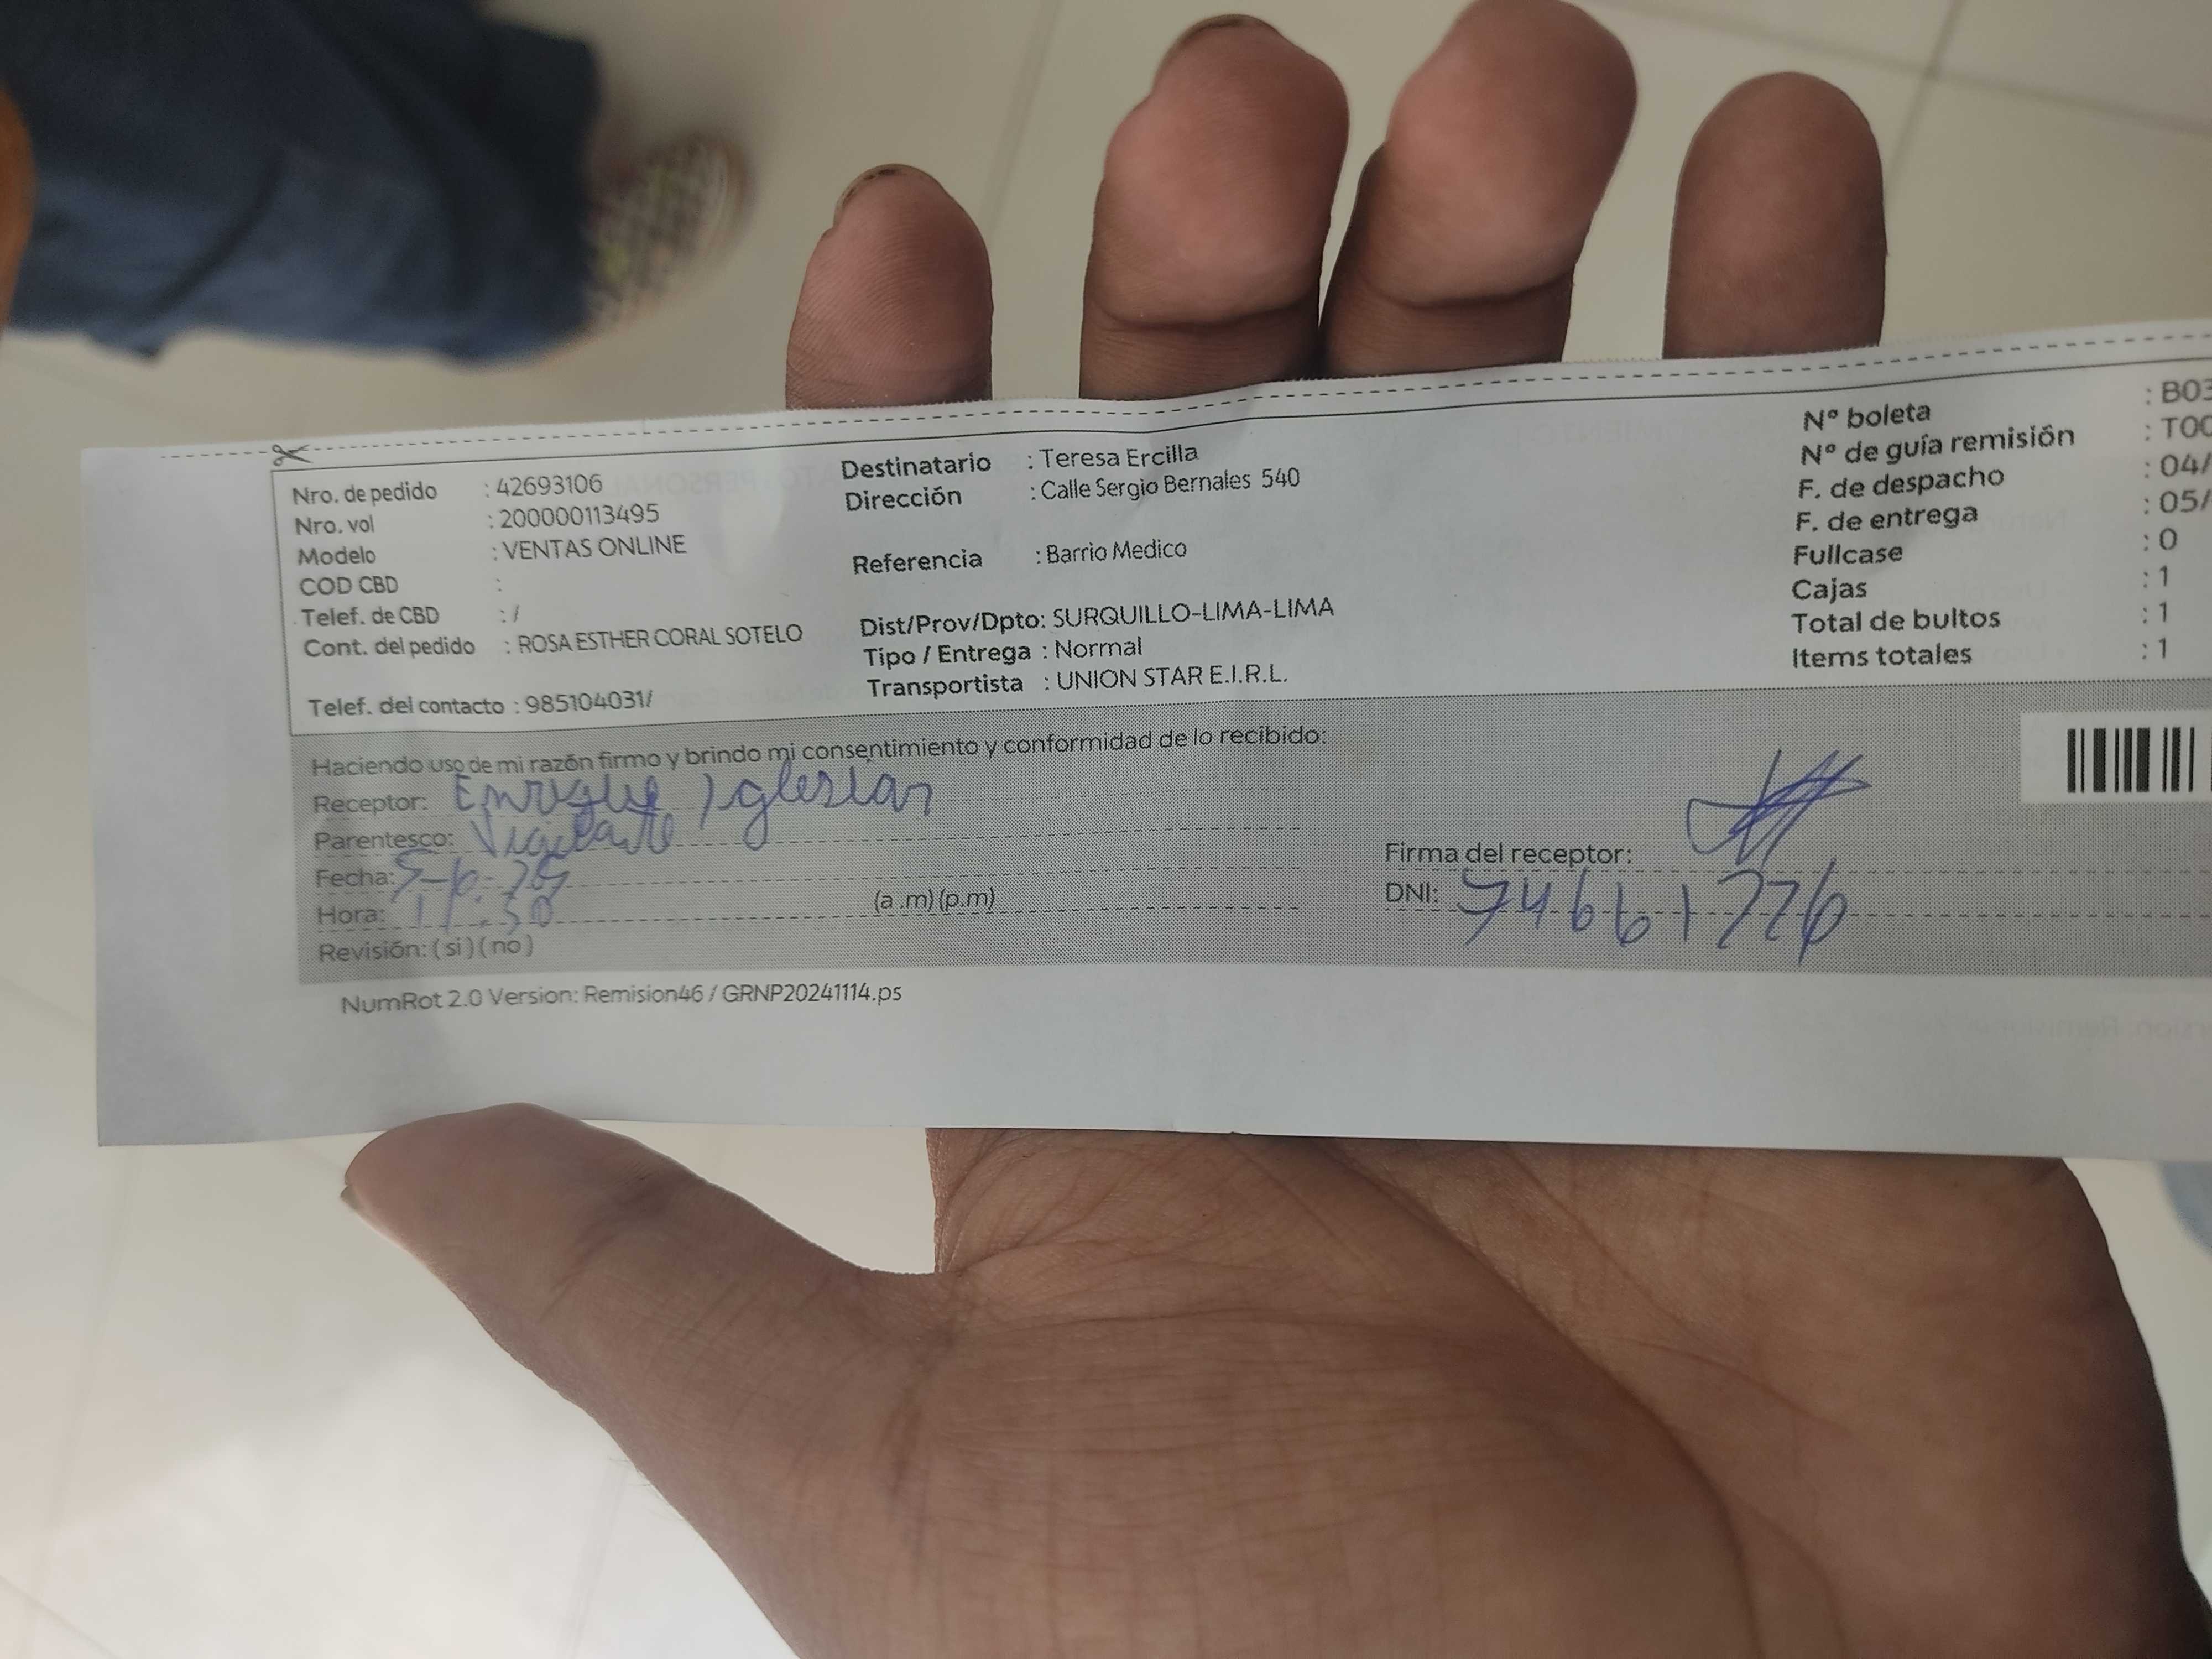 Nro. de pedido : 42693106
Nro. vol : 200000113495
Modelo : VENTAS ONLINE
COD CBD :
Telef. de CBD : /
Cont. del pedido : ROSA ESTHER CORAL SOTELO
Telef. del contacto : 985104031/
Destinatario : Teresa Ercilla
Dirección : Calle Sergio Bernales 540
Referencia : Barrio Medico
Dist/Prov/Dpto: SURQUILLO-LIMA-LIMA
Tipo / Entrega : Normal
Transportista : UNION STAR E.I.R.L.
Nº boleta : B03
Nº de guía remisión : T00
F. de despacho : 04/
F. de entrega : 05/
Fullcase : 0
Cajas : 1
Total de bultos : 1
Items totales : 1
Haciendo uso de mi razón firmo y brindo mi consentimiento y conformidad de lo recibido:
Receptor: Enrique Iglesias
Parentesco: Vigilante
Fecha:
Hora: 11:50 (a .m) (p.m)
Revisión: ( si ) ( no )
Firma del receptor:
DNI: 74661776
NumRot 2.0 Version: Remision46 / GRNP20241114.ps